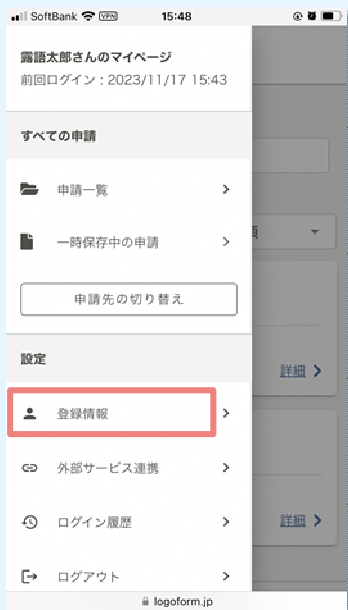 SoftBank VPN 15:48
露語太郎さんのマイページ
前回ログイン：2023/11/17 15:43
すべての申請
申請一覧
一時保存中の申請
申請先の切り替え
設定
詳細
登録情報
外部サービス連携
ログイン履歴
詳細
ログアウト
logoform.jp